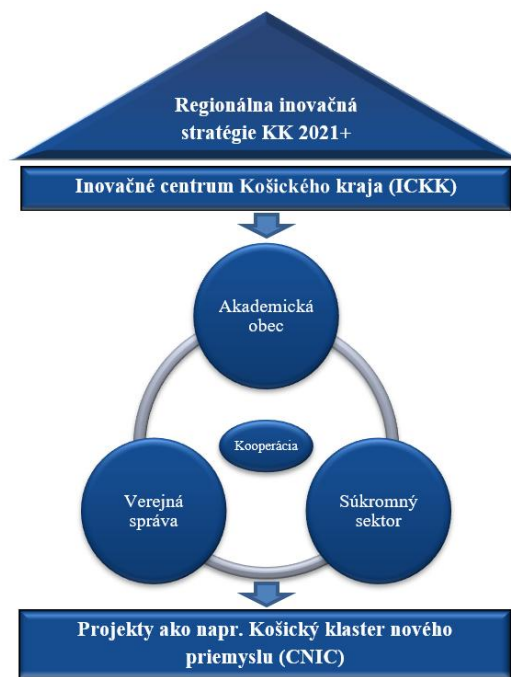 Regionálna inovačná
stratégie KK 2021+
Inovačné centrum Košického kraja (ICKK)
Akademická
obec
Kooperácia
Verejná
správa
Súkromný
sektor
Projekty ako napr. Košický klaster nového
priemyslu (CNIC)